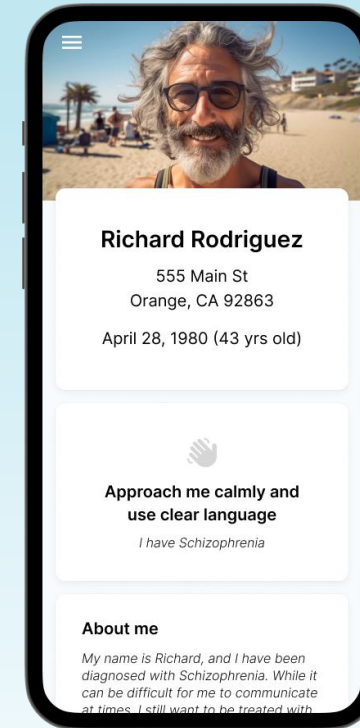 Richard Rodriguez
555 Main St
Orange, CA 92863
April 28, 1980 (43 yrs old)
Approach me calmly and
use clear language
I have Schizophrenia
About me
My name is Richard, and I have been
diagnosed with Schizophrenia. While it
can be difficult for me to communicate
at times, I still want to be treated with